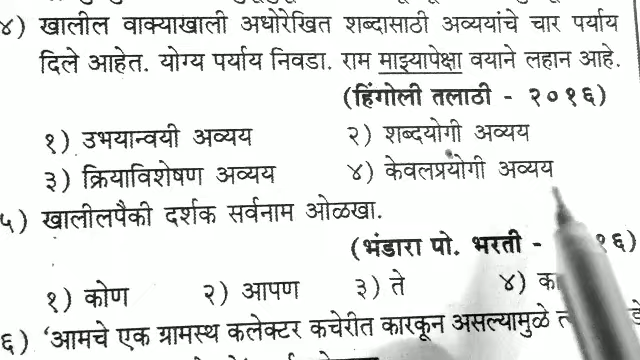 ४) खालील वाक्याखाली अधोरेखित शब्दासाठी अव्ययांचे चार पर्याय
दिले आहेत. योग्य पर्याय निवडा. राम माझ्यापेक्षा वयाने लहान आहे.
(हिंगोली तलाठी - २०१६)
१) उभयान्वयी अव्यय २) शब्दयोगी अव्यय
३) क्रियाविशेषण अव्यय ४) केवलप्रयोगी अव्यय
५) खालीलपैकी दर्शक सर्वनाम ओळखा.
(भंडारा पो. भरती - १६)
१) कोण २) आपण ३) ते ४)
६) 'आमचे एक ग्रामस्थ कलेक्टर कचेरीत कारकून असल्यामुळे